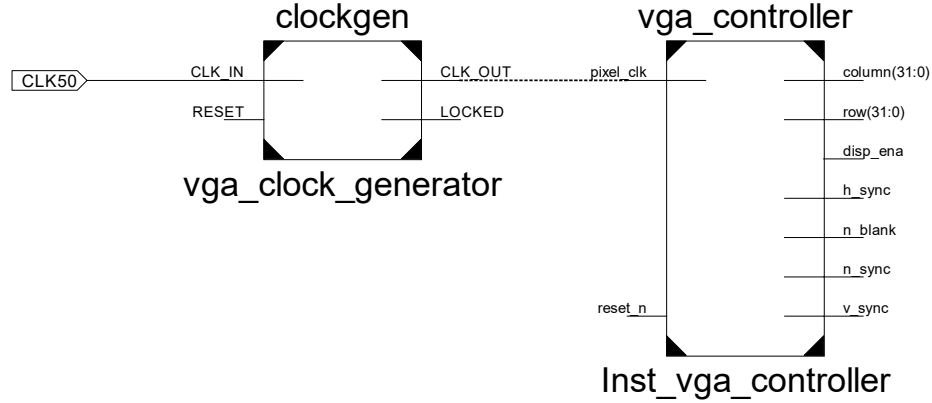 clockgen
vga_controller
CLK50
CLK_IN
CLK_OUT
pixel_clk
column(31:0)
RESET
LOCKED
row(31:0)
disp_ena
vga_clock_generator
h_sync
n_blank
n_sync
reset_n
v_sync
Inst_vga_controller